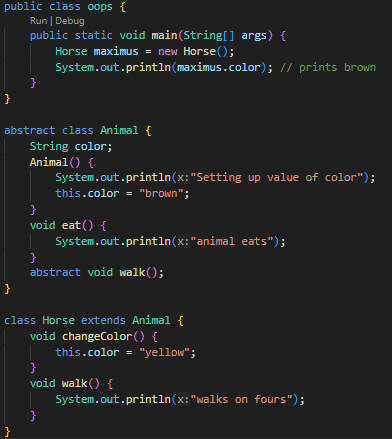 public class oops {
Run | Debug
public static void main(String[] args) {
Horse maximus = new Horse();
System.out.println(maximus.color); // prints brown
}
}
abstract class Animal {
String color;
Animal() {
System.out.println(x:"Setting up value of color");
this.color = "brown";
}
void eat() {
System.out.println(x:"animal eats");
}
abstract void walk();
}
class Horse extends Animal {
void changeColor() {
this.color = "yellow";
}
void walk() {
System.out.println(x:"walks on fours");
}
}